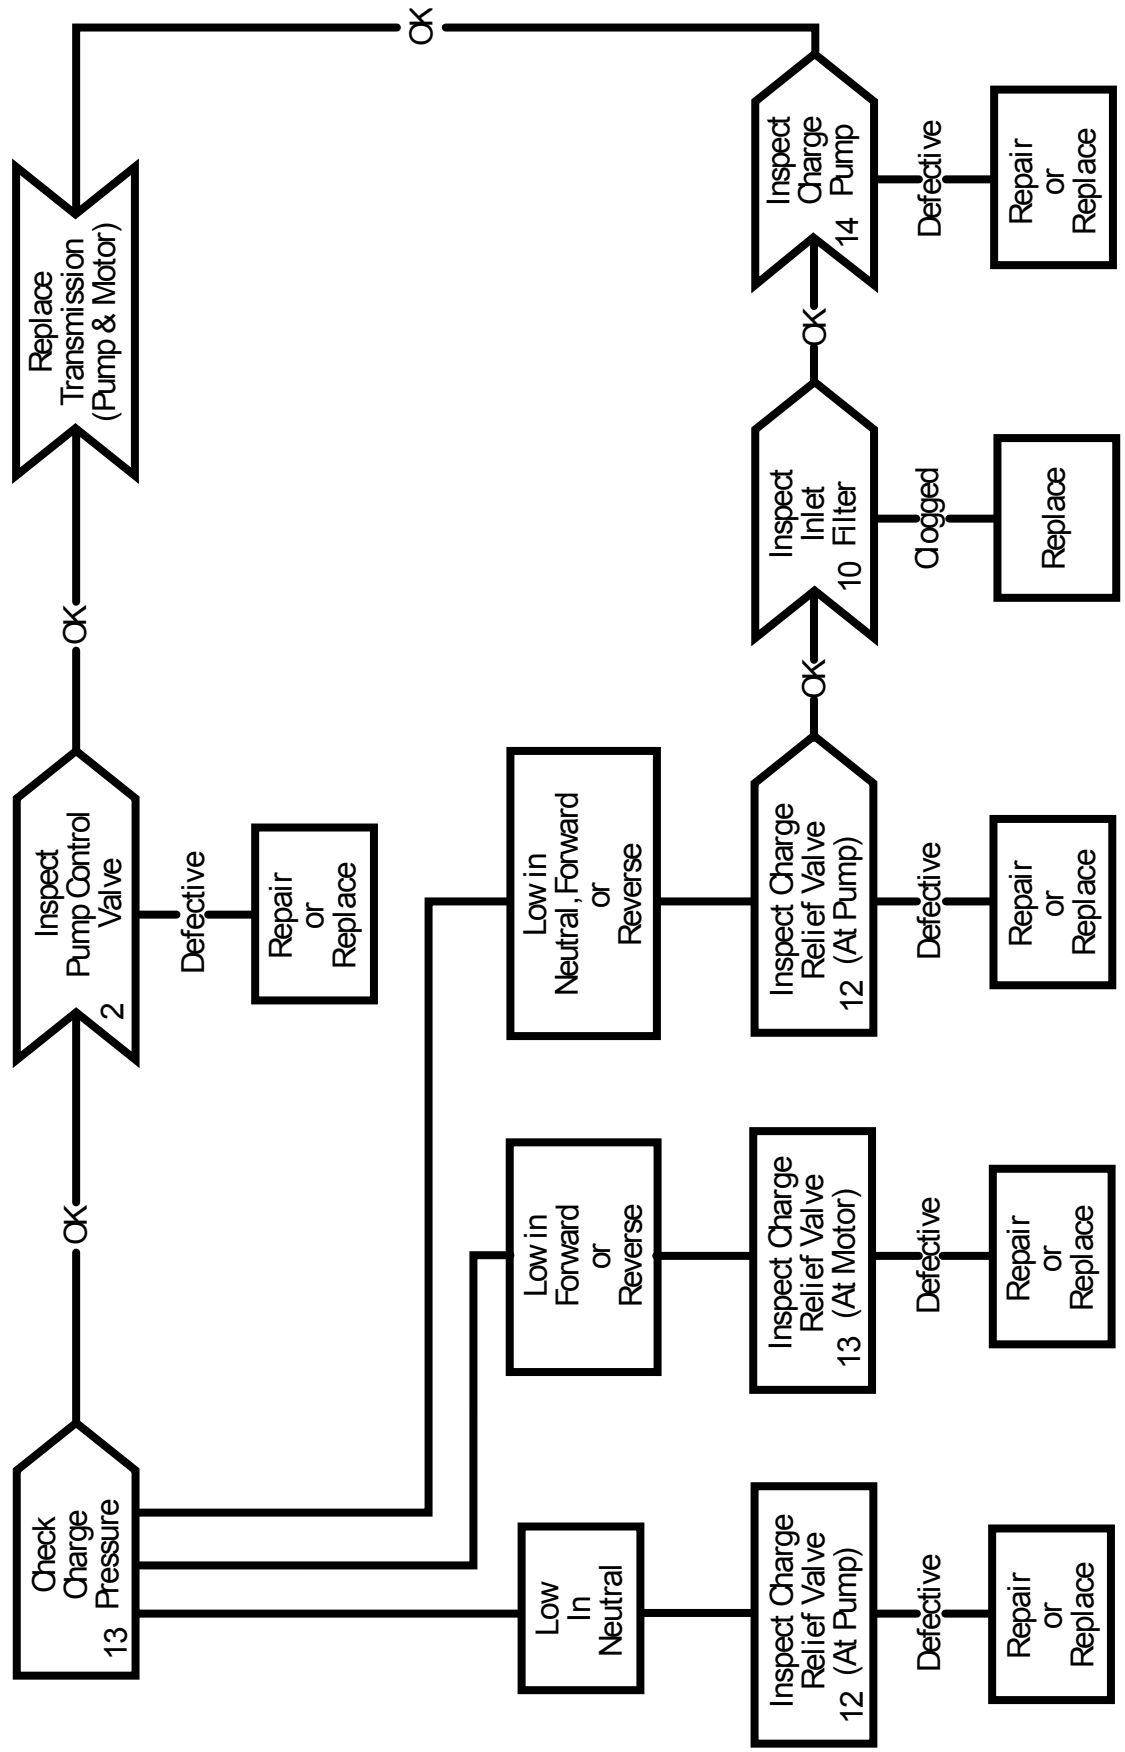 Check
Charge
Pressure
13
OK
Inspect
Pump Control
Valve
2
OK
Replace
Transmission
(Pump & Motor)
OK
Defective
Repair
or
Replace
Low
In
Neutral
Low in
Forward
or
Reverse
Low in
Neutral, Forward
or
Reverse
Inspect Charge
Relief Valve
12 (At Pump)
Inspect Charge
Relief Valve
13 (At Motor)
Inspect Charge
Relief Valve
12 (At Pump)
OK
Inspect
Inlet
10 Filter
OK
Inspect
Charge
14 Pump
Defective
Defective
Defective
Clogged
Defective
Repair
or
Replace
Repair
or
Replace
Repair
or
Replace
Replace
Repair
or
Replace